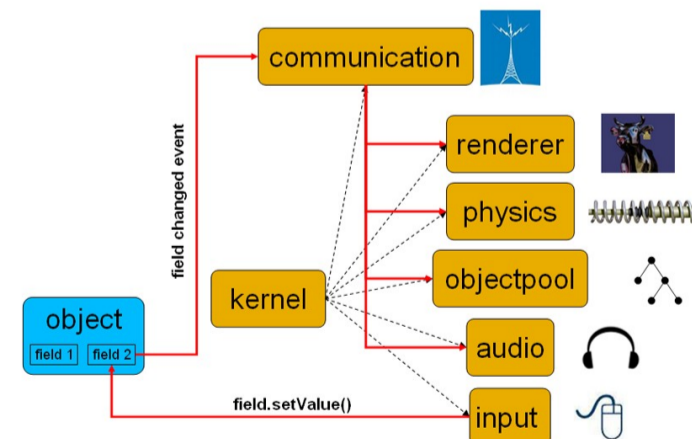 communication
renderer
field changed event
physics
objectpool
kernel
object
field 1 field 2
audio
field.setValue()
input